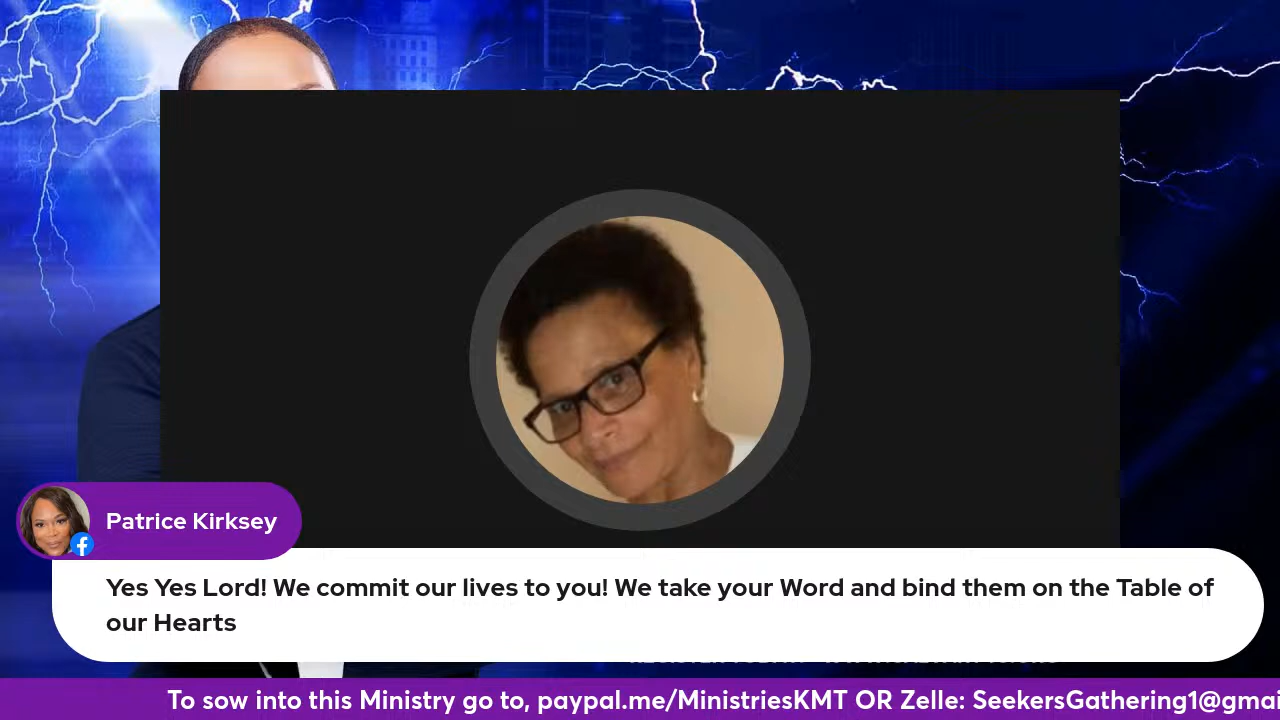 Patrice Kirksey
Yes Yes Lord! We commit our lives to you! We take your Word and bind them on the Table of
our Hearts
To sow into this Ministry go to, paypal.me/MinistriesKMT OR Zelle: SeekersGathering1@gmai